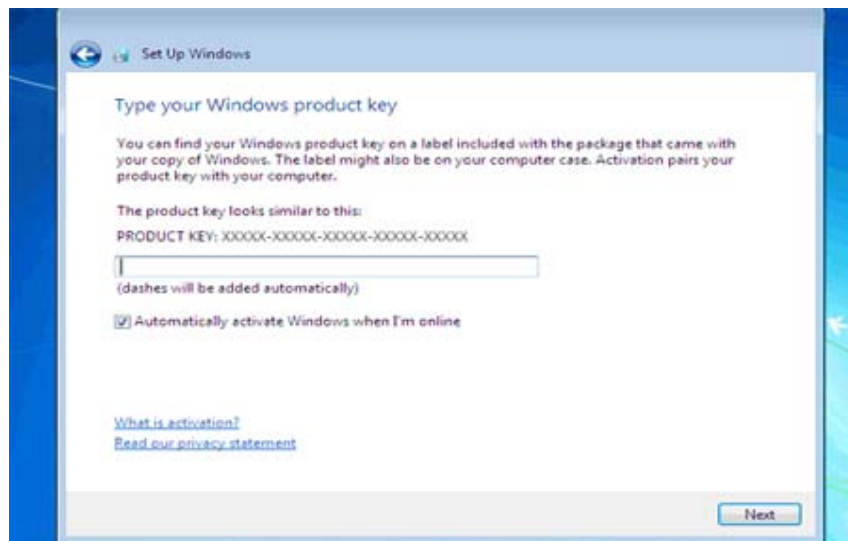 Set Up Windows
Type your Windows product key
You can find your Windows product key on a label included with the package that came with
your copy of Windows. The label might also be on your computer case. Activation pairs your
product key with your computer.
The product key looks similar to this:
PRODUCT KEY: XXXXX-XXXXX-XXXXX-XXXXX-XXXXX
(dashes will be added automatically)
Automatically activate Windows when I'm online
What is activation?
Read our privacy statement
Next